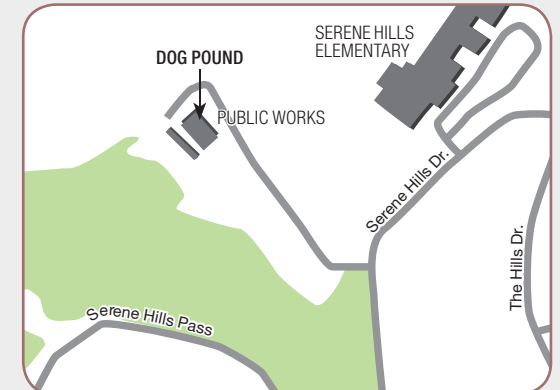 SERENE HILLS
ELEMENTARY
DOG POUND
PUBLIC WORKS
Serene Hills Dr.
The Hills Dr.
Serene Hills Pass